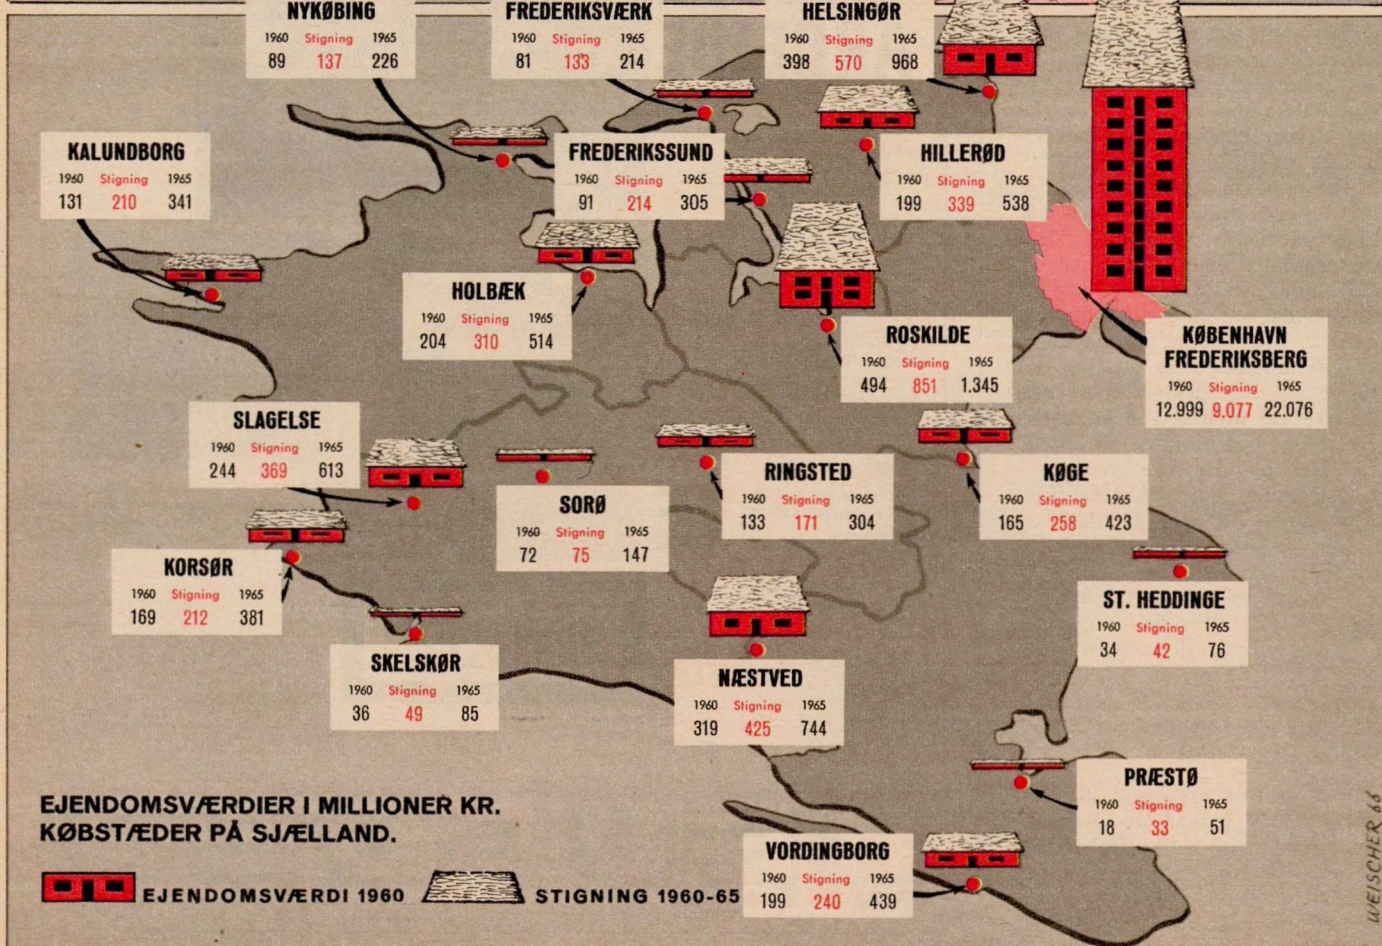 NYKØBING
1960 Stigning 1965
89 137 226
FREDERIKSVÆRK
1960 Stigning 1965
81 133 214
HELSINGØR
1960 Stigning 1965
398 570 968
KALUNDBORG
1960 Stigning 1965
131 210 341
FREDERIKSSUND
1960 Stigning 1965
91 214 305
HILLERØD
1960 Stigning 1965
199 339 538
HOLBÆK
1960 Stigning 1965
204 310 514
ROSKILDE
1960 Stigning 1965
494 851 1.345
KØBENHAVN
FREDERIKSBERG
1960 Stigning 1965
12.999 9.077 22.076
SLAGELSE
1960 Stigning 1965
244 369 613
SORØ
1960 Stigning 1965
72 75 147
RINGSTED
1960 Stigning 1965
133 171 304
KØGE
1960 Stigning 1965
165 258 423
KORSØR
1960 Stigning 1965
169 212 381
ST. HEDDINGE
1960 Stigning 1965
34 42 76
SKELSKØR
1960 Stigning 1965
36 49 85
NÆSTVED
1960 Stigning 1965
319 425 744
PRÆSTØ
1960 Stigning 1965
18 33 51
VORDINGBORG
1960 Stigning 1965
199 240 439
EJENDOMSVÆRDIER I MILLIONER KR.
KØBSTÆDER PÅ SJÆLLAND.
EJENDOMSVÆRDI 1960
STIGNING 1960-65
WEISCHER 66